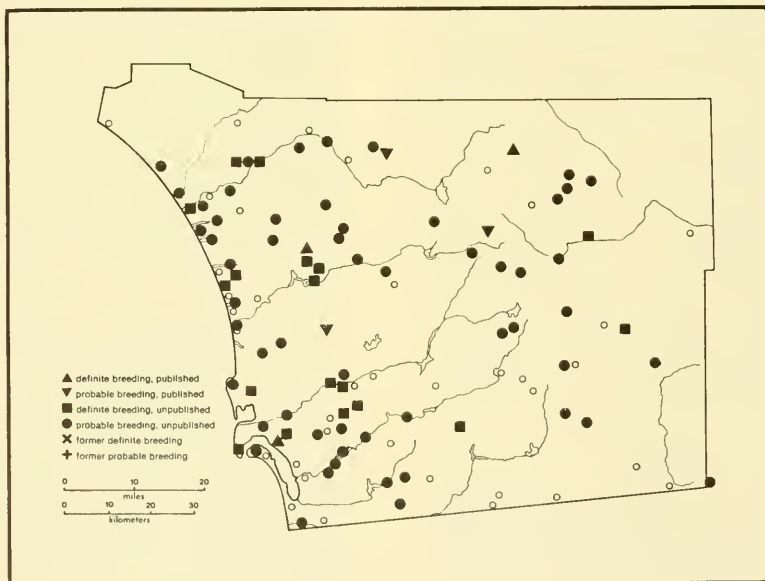 definite breeding, published
probable breeding, published
definite breeding, unpublished
probable breeding, unpublished
former definite breeding
former probable breeding
0 10 20
miles
0 10 20 30
kilometers